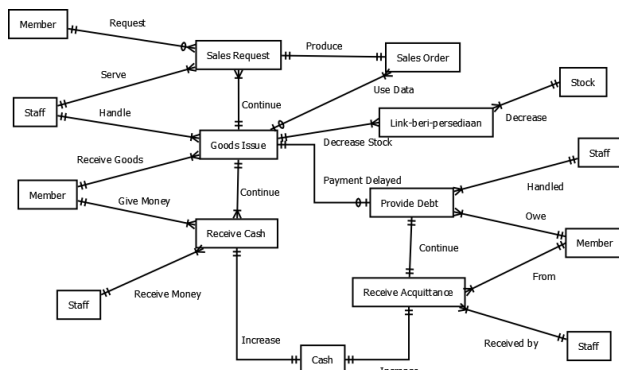 Member
Request
Sales Request
Produce
Sales Order
Serve
Use Data
Stock
Staff
Handle
Continue
Link-beri-persediaan
Decrease
Goods Issue
Decrease Stock
Receive Goods
Staff
Payment Delayed
Handled
Member
Give Money
Continue
Provide Debt
Owe
Receive Cash
Continue
Member
From
Staff
Receive Money
Receive Acquittance
Increase
Received by
Staff
Cash
Increase